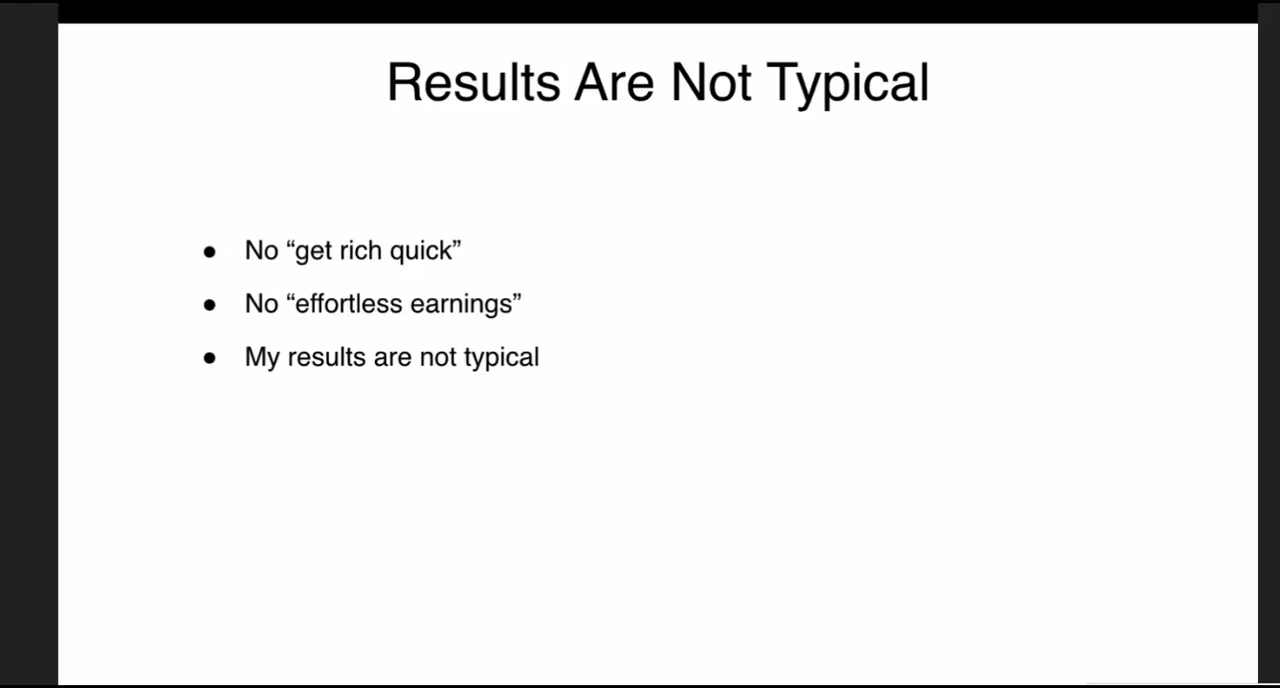 Results Are Not Typical
● No “get rich quick”
● No “effortless earnings”
● My results are not typical